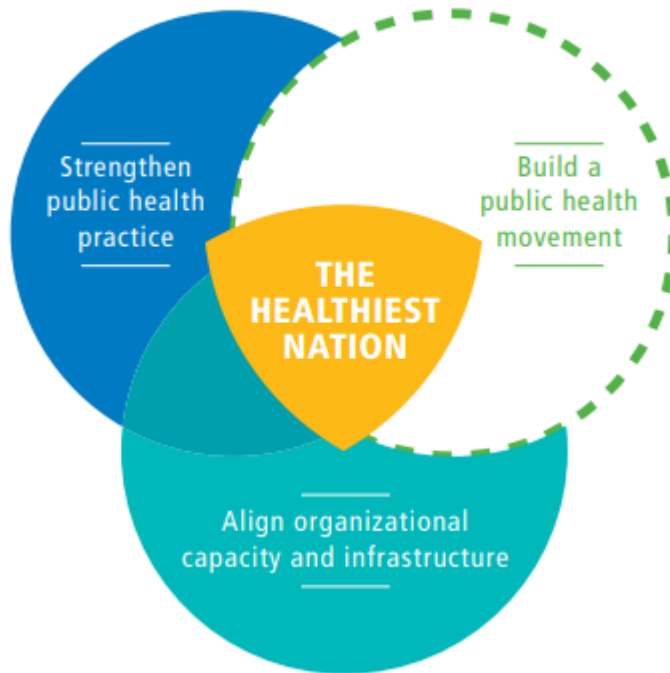 Strengthen
public health
practice
Build a
public health
movement
THE
HEALTHIEST
NATION
Align organizational
capacity and infrastructure